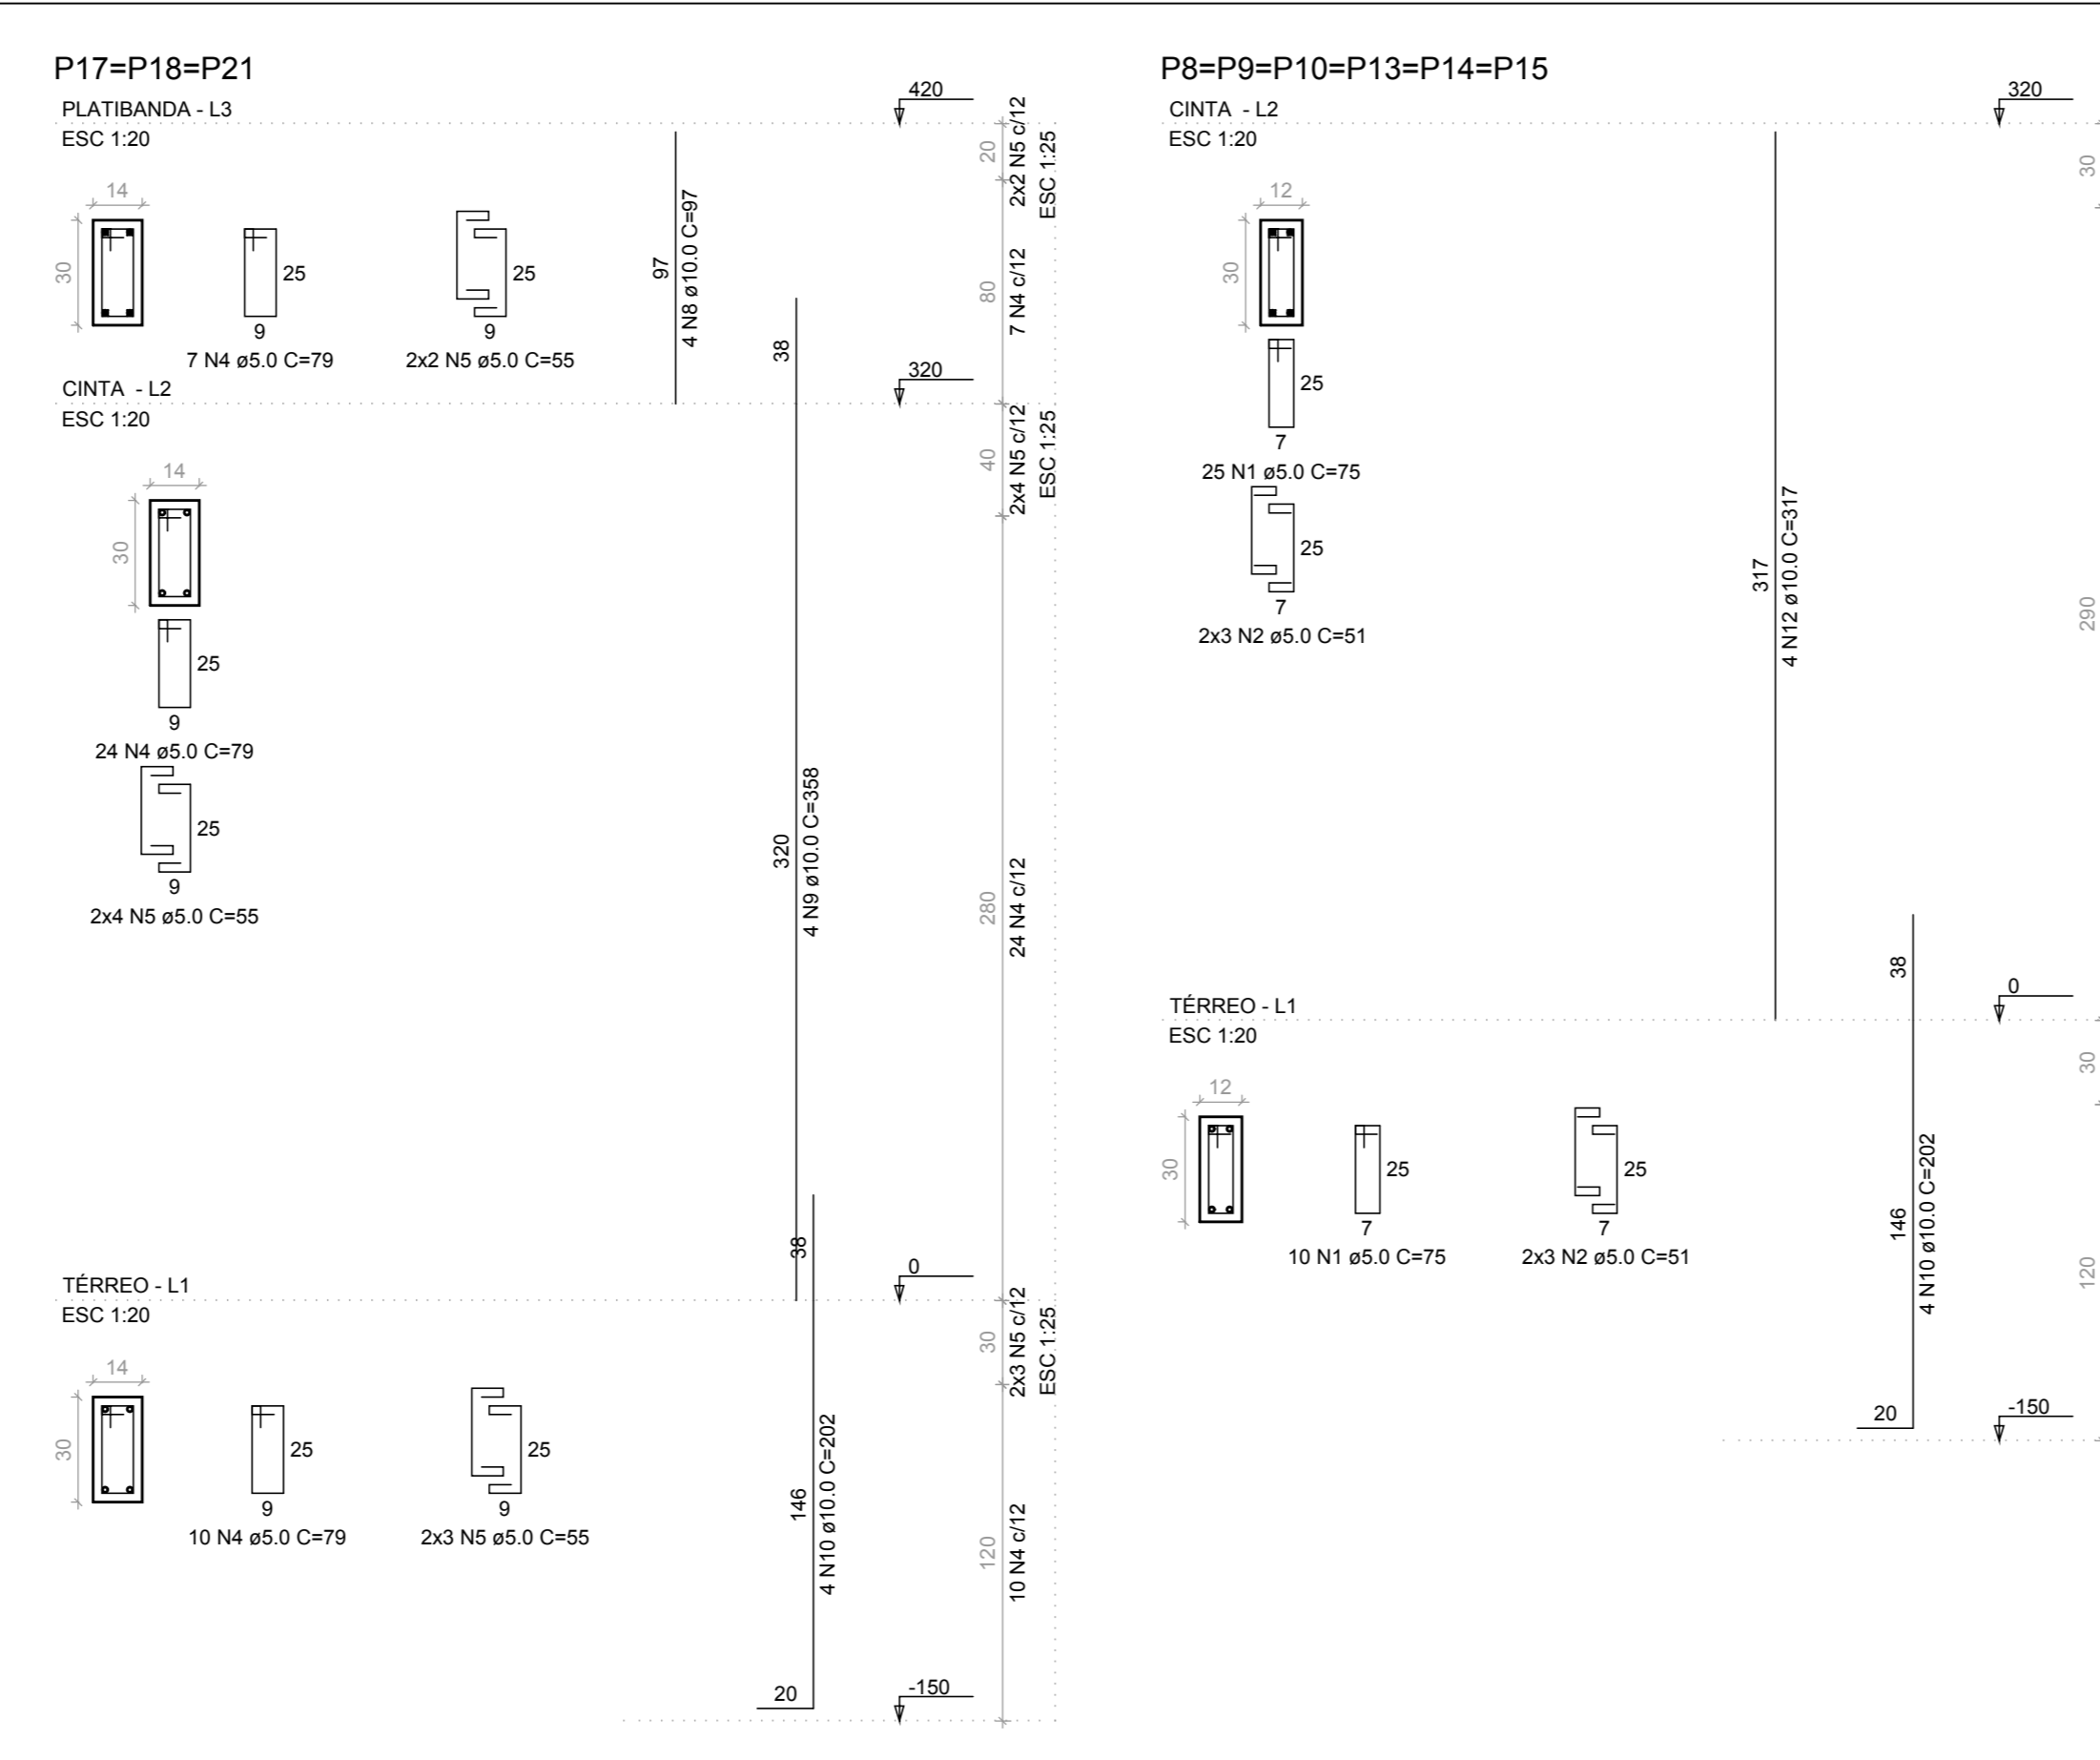 P17=P18=P21
PLATIBANDA - L3
ESC 1:20
420
14
30
25
9
7 N4 ø5.0 C=79
25
9
2x2 N5 ø5.0 C=55
97
4 N8 ø10.0 C=97
20
2x2 N5 c/12
ESC 1:25
80
7 N4 c/12
CINTA - L2
ESC 1:20
320
14
30
25
9
24 N4 ø5.0 C=79
25
9
2x4 N5 ø5.0 C=55
38
320
4 N9 ø10.0 C=358
40
2x4 N5 c/12
ESC 1:25
280
24 N4 c/12
TÉRREO - L1
ESC 1:20
0
14
30
25
9
10 N4 ø5.0 C=79
25
9
2x3 N5 ø5.0 C=55
38
146
4 N10 ø10.0 C=202
20
30
2x3 N5 c/12
ESC 1:25
120
10 N4 c/12
-150
P8=P9=P10=P13=P14=P15
CINTA - L2
ESC 1:20
320
12
30
25
7
25 N1 ø5.0 C=75
25
7
2x3 N2 ø5.0 C=51
317
4 N12 ø10.0 C=317
30
290
TÉRREO - L1
ESC 1:20
0
12
30
25
7
10 N1 ø5.0 C=75
25
7
2x3 N2 ø5.0 C=51
38
146
4 N10 ø10.0 C=202
20
30
120
-150